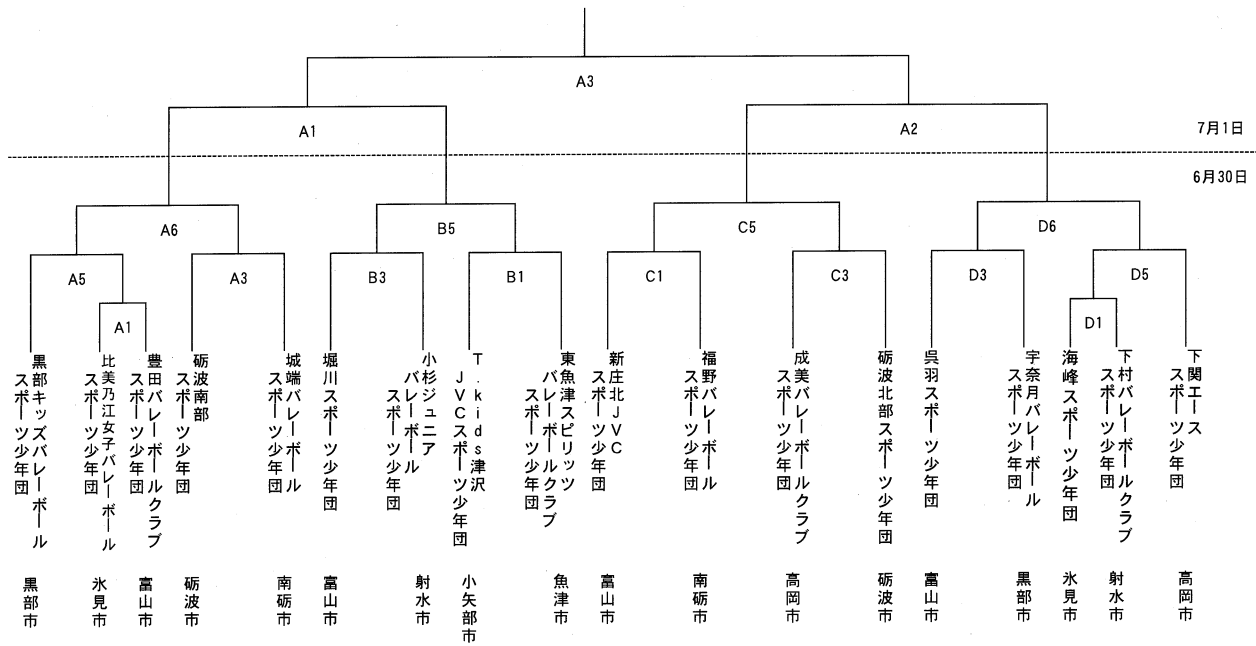 A3
A1
A2
7月1日
6月30日
A6
B5
C5
D6
A5
A3
B3
B1
C1
C3
D3
D5
A1
D1
黒部キッズバレーボール
スポーツ少年団
比美乃江女子バレーボール
スポーツ少年団
豊田バレーボールクラブ
スポーツ少年団
砺波南部
スポーツ少年団
城端バレーボール
スポーツ少年団
堀川スポーツ少年団
小杉ジュニア
バレーボール
スポーツ少年団
T.kids津沢
JVCスポーツ少年団
東魚津スピリッツ
バレーボールクラブ
スポーツ少年団
新庄北JVC
スポーツ少年団
福野バレーボール
スポーツ少年団
成美バレーボールクラブ
スポーツ少年団
砺波北部スポーツ少年団
呉羽スポーツ少年団
宇奈月バレーボール
スポーツ少年団
海峰スポーツ少年団
下村バレーボールクラブ
スポーツ少年団
下関エース
スポーツ少年団
黒部市
氷見市
富山市
砺波市
南砺市
富山市
射水市
小矢部市
魚津市
富山市
南砺市
高岡市
砺波市
富山市
黒部市
氷見市
射水市
高岡市